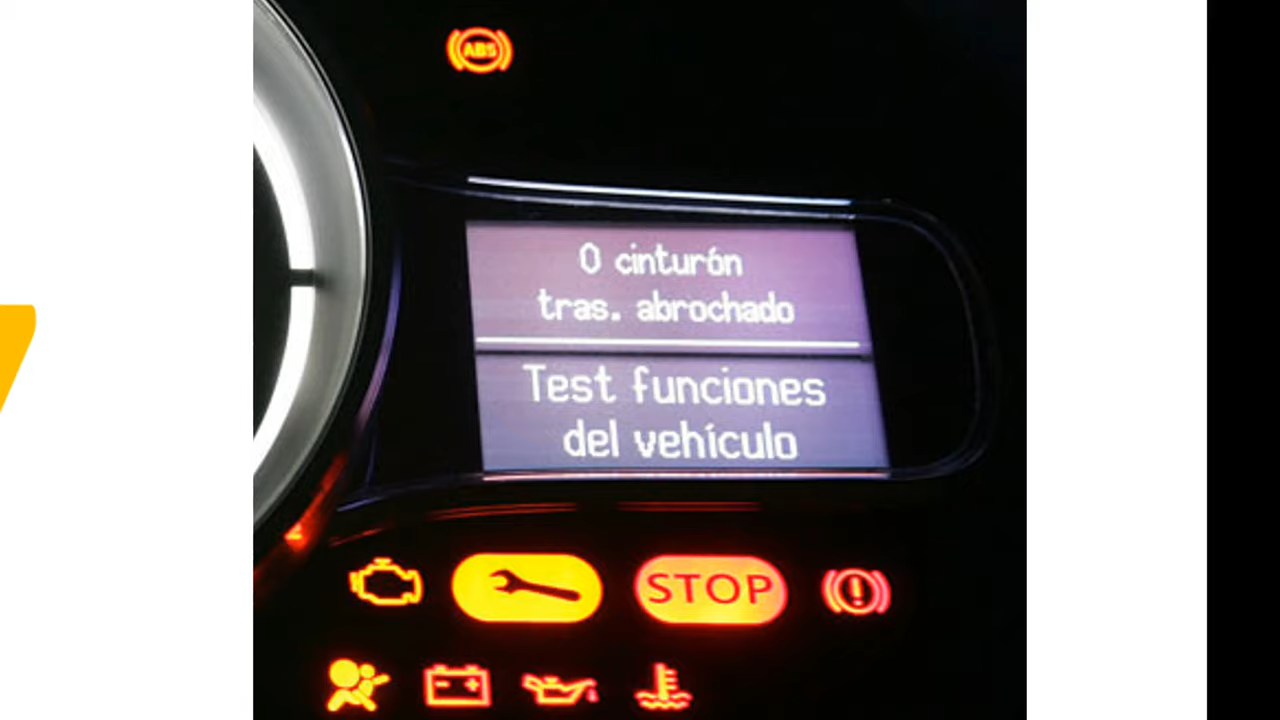 ABS
0 cinturón
tras. abrochado
Test funciones
del vehículo
STOP